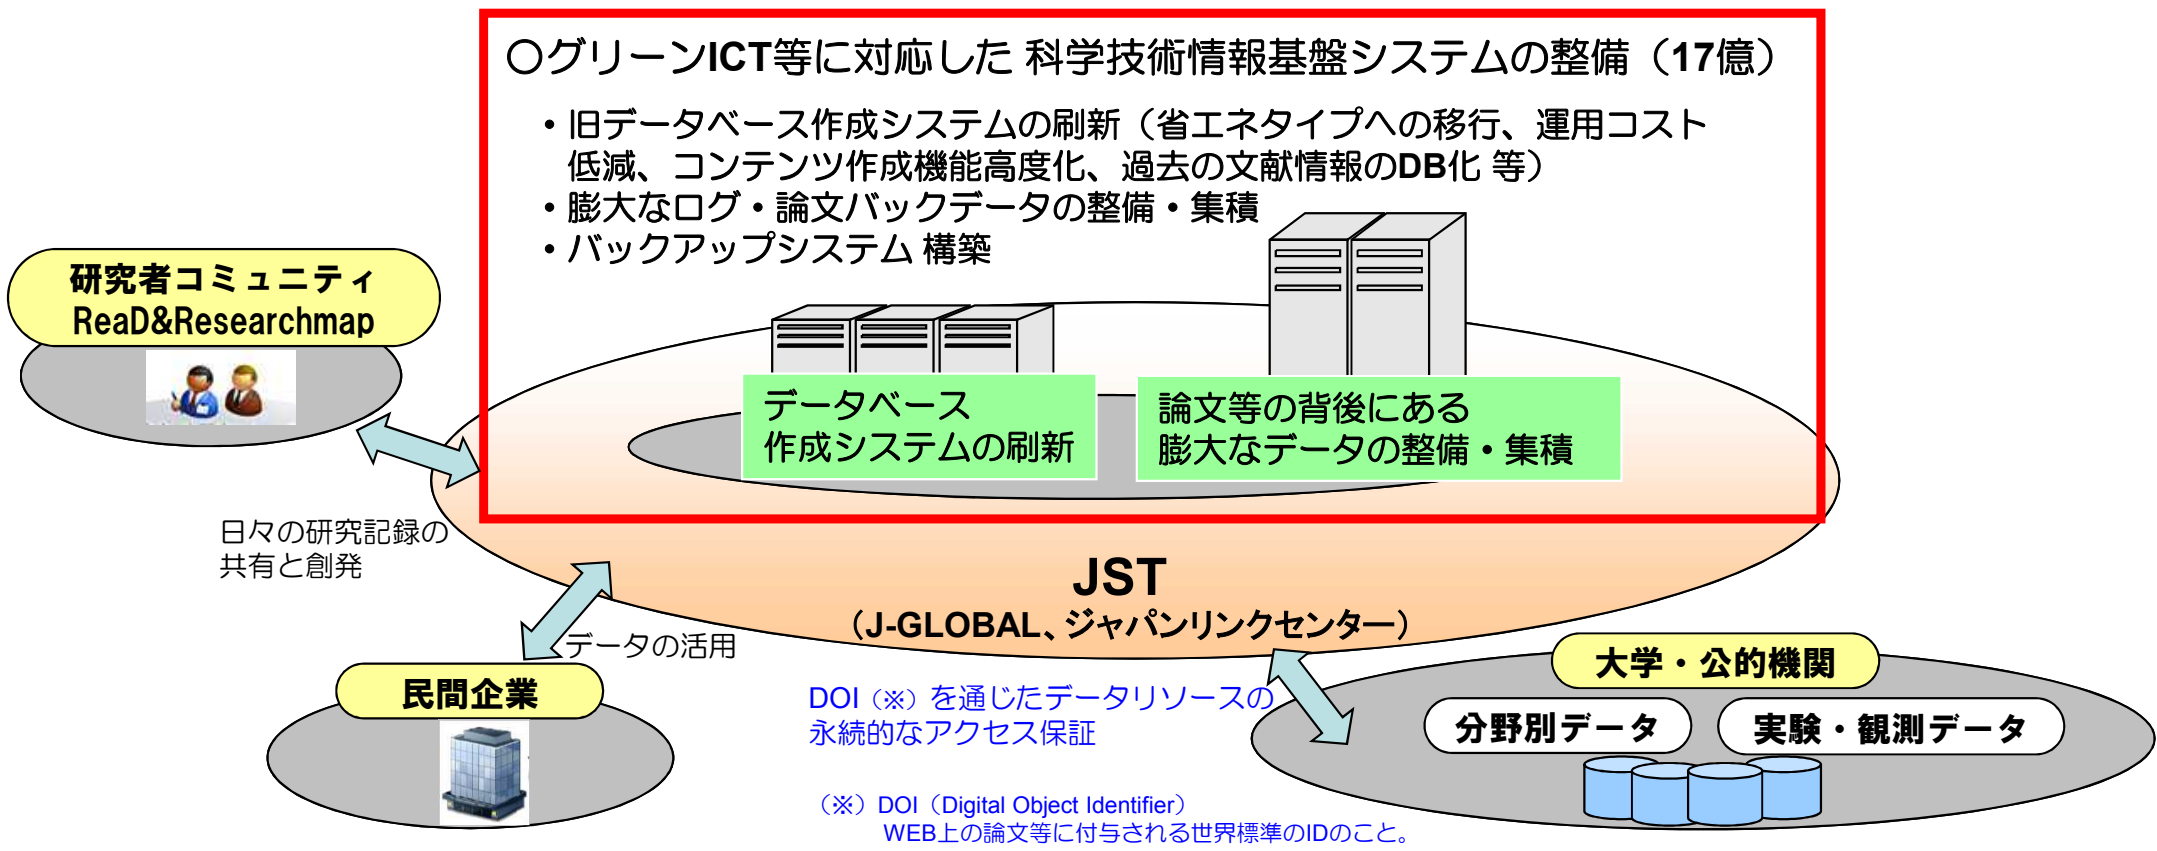 〇グリーンICT等に対応した 科学技術情報基盤システムの整備（17億）
・旧データベース作成システムの刷新（省エネタイプへの移行、運用コスト
低減、コンテンツ作成機能高度化、過去の文献情報のDB化 等）
・膨大なログ・論文バックデータの整備・集積
・バックアップシステム 構築
研究者コミュニティ
ReaD&Researchmap
データベース
作成システムの刷新
論文等の背後にある
膨大なデータの整備・集積
日々の研究記録の
共有と創発
JST
（J-GLOBAL、ジャパンリンクセンター）
データの活用
民間企業
大学・公的機関
分野別データ
実験・観測データ
DOI（※）を通じたデータリソースの
永続的なアクセス保証
（※）DOI（Digital Object Identifier）
WEB上の論文等に付与される世界標準のIDのこと。